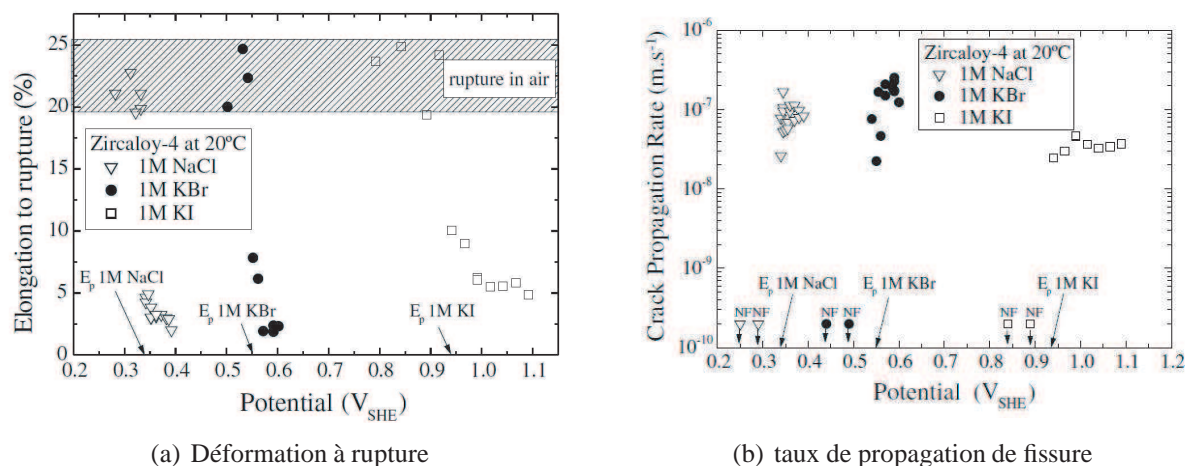 Elongation to rupture (%)
25
20
15
10
5
0
rupture in air
Zircaloy-4 at 20ºC
1M NaCl
1M KBr
1M KI
E_p 1M NaCl
E_p 1M KBr
E_p 1M KI
0.2 0.3 0.4 0.5 0.6 0.7 0.8 0.9 1.0 1.1
Potential (V_SHE)
(a) Déformation à rupture
Crack Propagation Rate (m.s⁻¹)
10⁻⁶
10⁻⁷
10⁻⁸
10⁻⁹
10⁻¹⁰
Zircaloy-4 at 20ºC
1M NaCl
1M KBr
1M KI
E_p 1M NaCl
E_p 1M KBr
E_p 1M KI
NF NF NF NF NF NF
0.2 0.3 0.4 0.5 0.6 0.7 0.8 0.9 1.0 1.1 1.2
Potential (V_SHE)
(b) taux de propagation de fissure